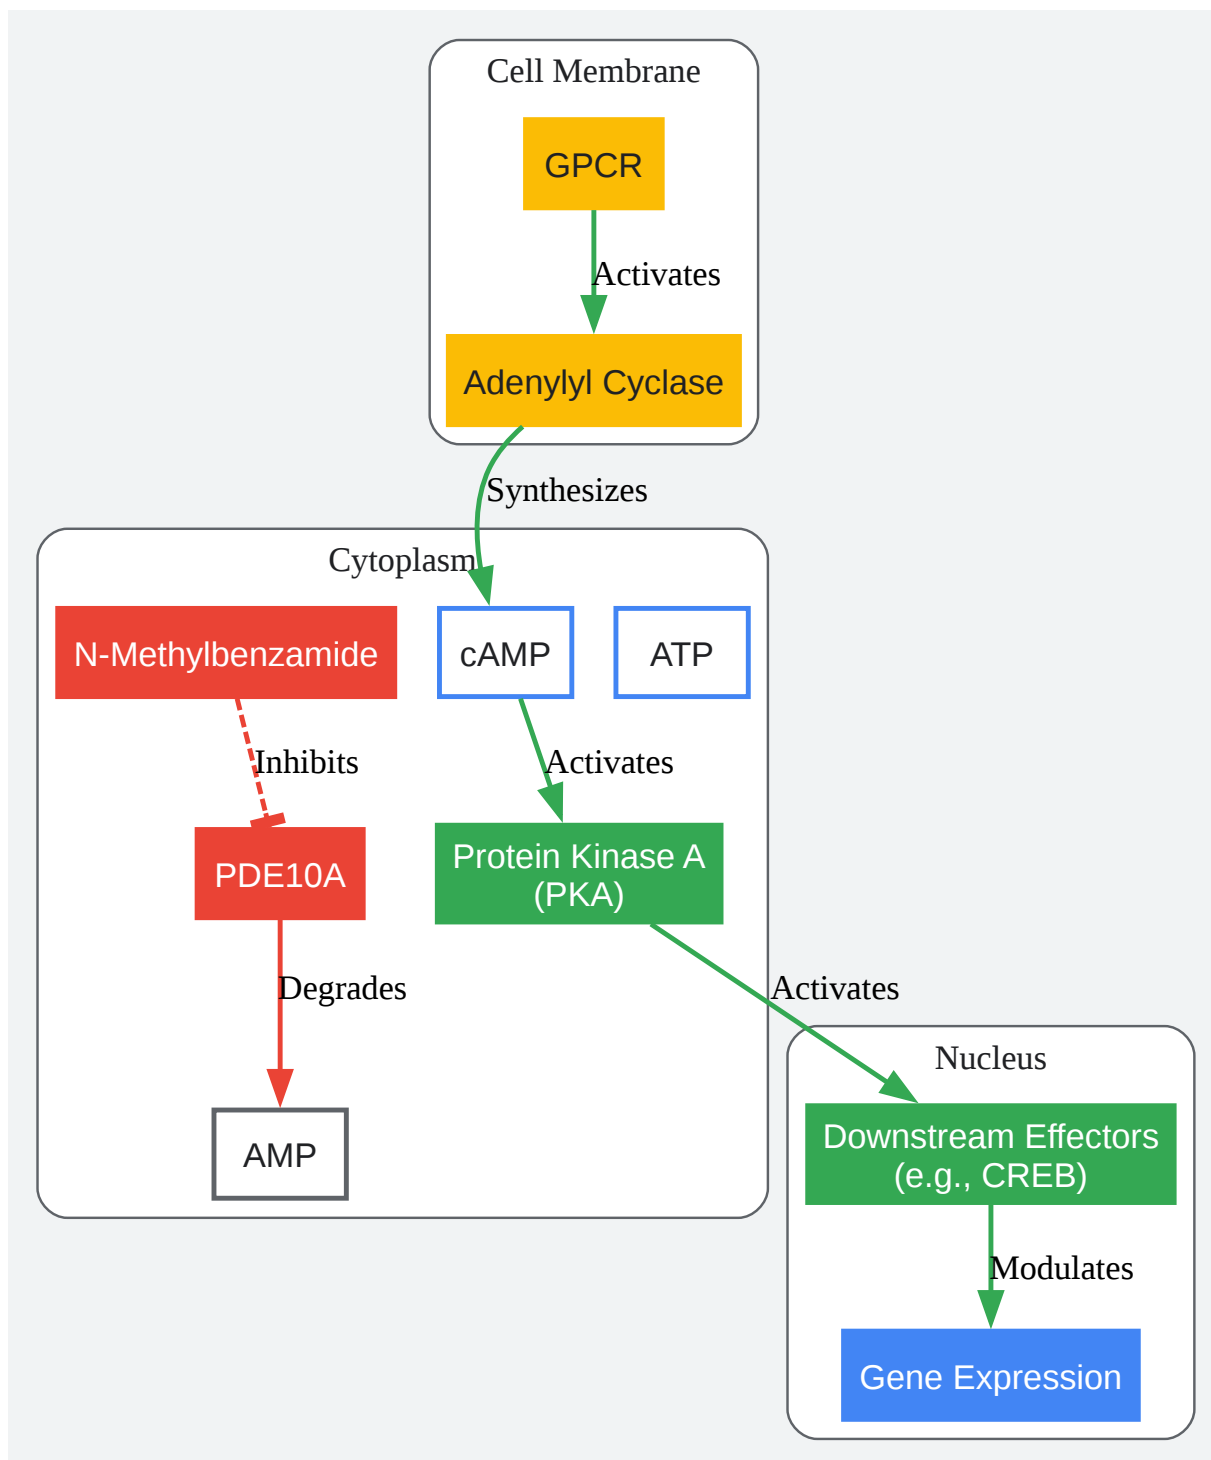 Cell Membrane
GPCR
Activates
Adenylyl Cyclase
Synthesizes
Cytoplasm
N-Methylbenzamide
cAMP
ATP
Inhibits
Activates
PDE10A
Protein Kinase A
(PKA)
Degrades
Activates
AMP
Nucleus
Downstream Effectors
(e.g., CREB)
Modulates
Gene Expression